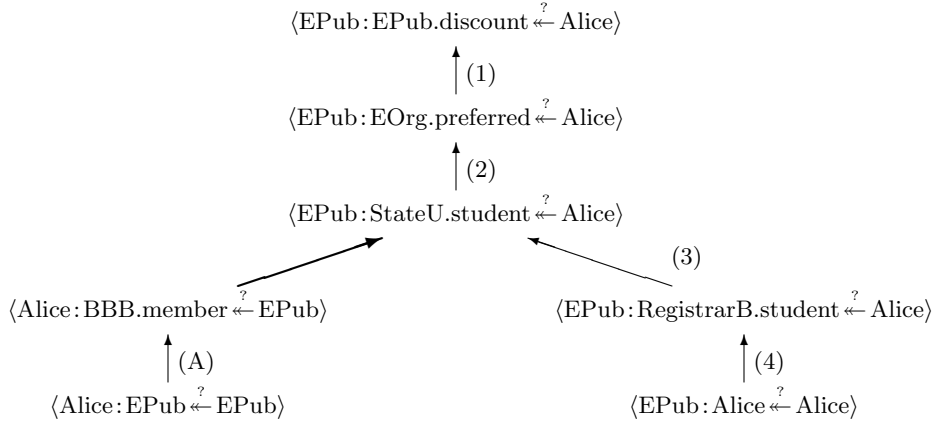 ⟨EPub:EPub.discount ↞? Alice⟩
(1)
⟨EPub:EOrg.preferred ↞? Alice⟩
(2)
⟨EPub:StateU.student ↞? Alice⟩
(3)
⟨Alice:BBB.member ↞? EPub⟩ ⟨EPub:RegistrarB.student ↞? Alice⟩
(A) (4)
⟨Alice:EPub ↞? EPub⟩ ⟨EPub:Alice ↞? Alice⟩